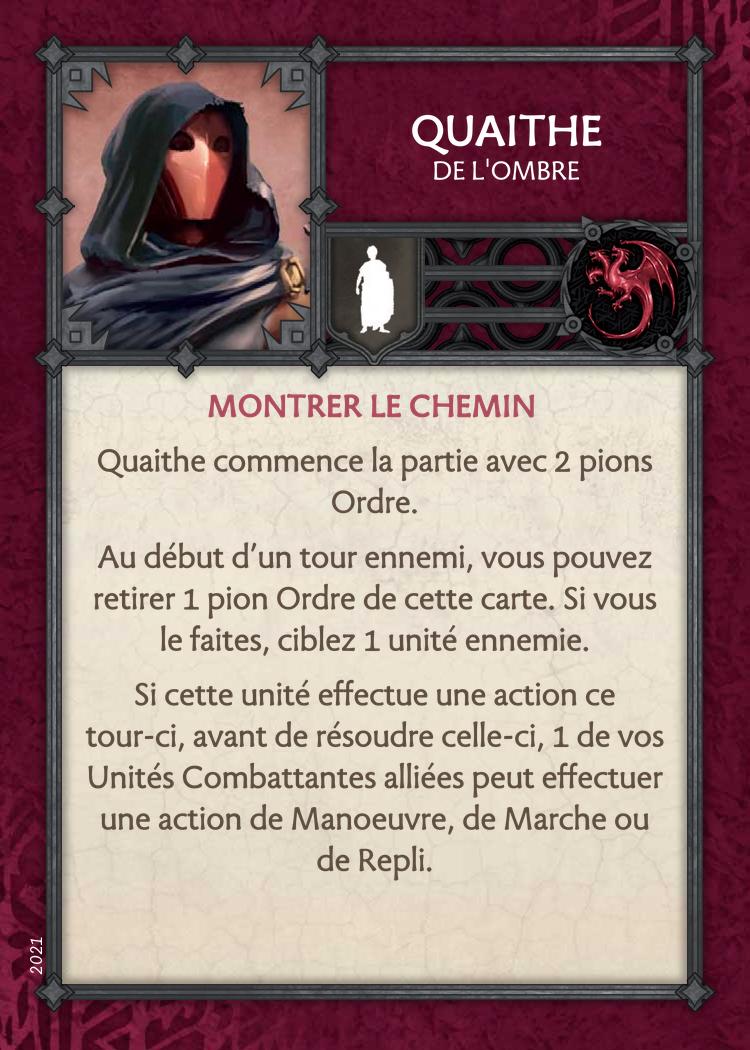 QUAITHE
DE L'OMBRE
MONTRER LE CHEMIN
Quaithe commence la partie avec 2 pions
Ordre.
Au début d’un tour ennemi, vous pouvez
retirer 1 pion Ordre de cette carte. Si vous
le faites, ciblez 1 unité ennemie.
Si cette unité effectue une action ce
tour-ci, avant de résoudre celle-ci, 1 de vos
Unités Combattantes alliées peut effectuer
une action de Manoeuvre, de Marche ou
de Repli.
2021